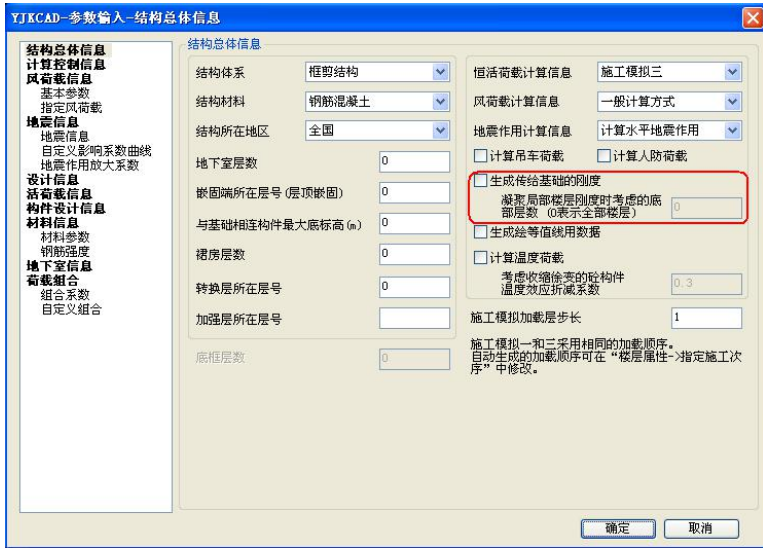 YJKCAD-参数输入-结构总体信息
结构总体信息
计算控制信息
风荷载信息
基本参数
指定风荷载
地震信息
地震信息
自定义影响系数曲线
地震作用放大系数
设计信息
活荷载信息
构件设计信息
材料信息
材料参数
钢筋强度
地下室信息
荷载组合
组合系数
自定义组合
结构总体信息
结构体系 框剪结构
结构材料 钢筋混凝土
结构所在地区 全国
地下室层数 0
嵌固端所在层号(层顶嵌固) 0
与基础相连构件最大底标高(m) 0
裙房层数 0
转换层所在层号 0
加强层所在层号
底框层数 0
恒活荷载计算信息 施工模拟三
风荷载计算信息 一般计算方式
地震作用计算信息 计算水平地震作用
计算吊车荷载 计算人防荷载
生成传给基础的刚度
凝聚局部楼层刚度时考虑的底
部层数（0表示全部楼层） 0
生成绘等值线用数据
计算温度荷载
考虑收缩徐变的砼构件
温度效应折减系数 0.3
施工模拟加载层步长 1
施工模拟一和三采用相同的加载顺序。
自动生成的加载顺序可在“楼层属性->指定施工次
序”中修改。
确定 取消